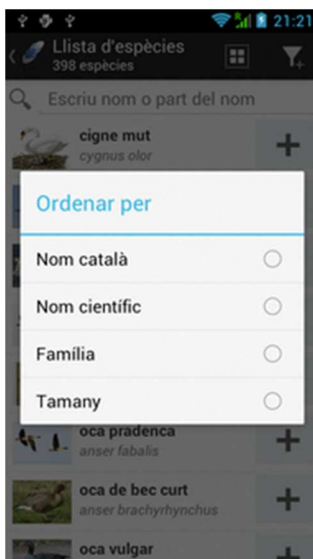 21:21
Llista d'espècies
398 espècies
Escriu nom o part del nom
cigne mut
cygnus olor
Ordenar per
Nom català
Nom científic
Família
Tamany
oca pradenca
anser fabalis
oca de bec curt
anser brachyrhynchus
oca vulgar